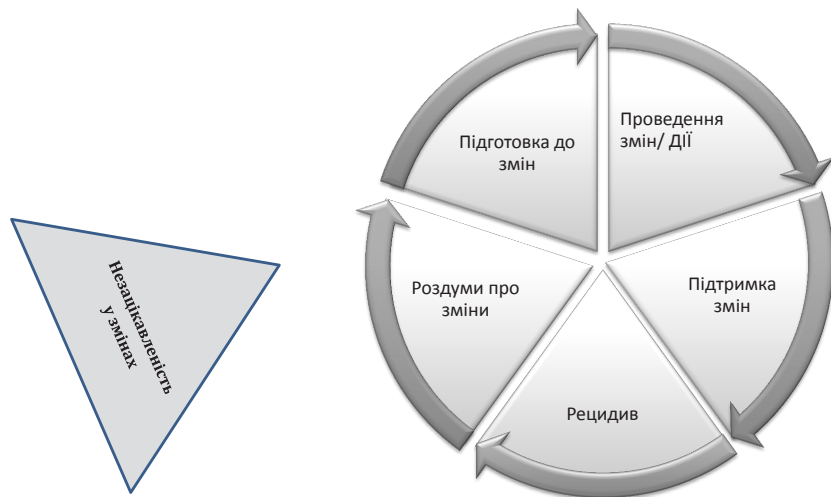 Незацікавленість
у змінах
Підготовка до
змін
Проведення
змін/ ДІЇ
Підтримка
змін
Рецидив
Роздуми про
зміни